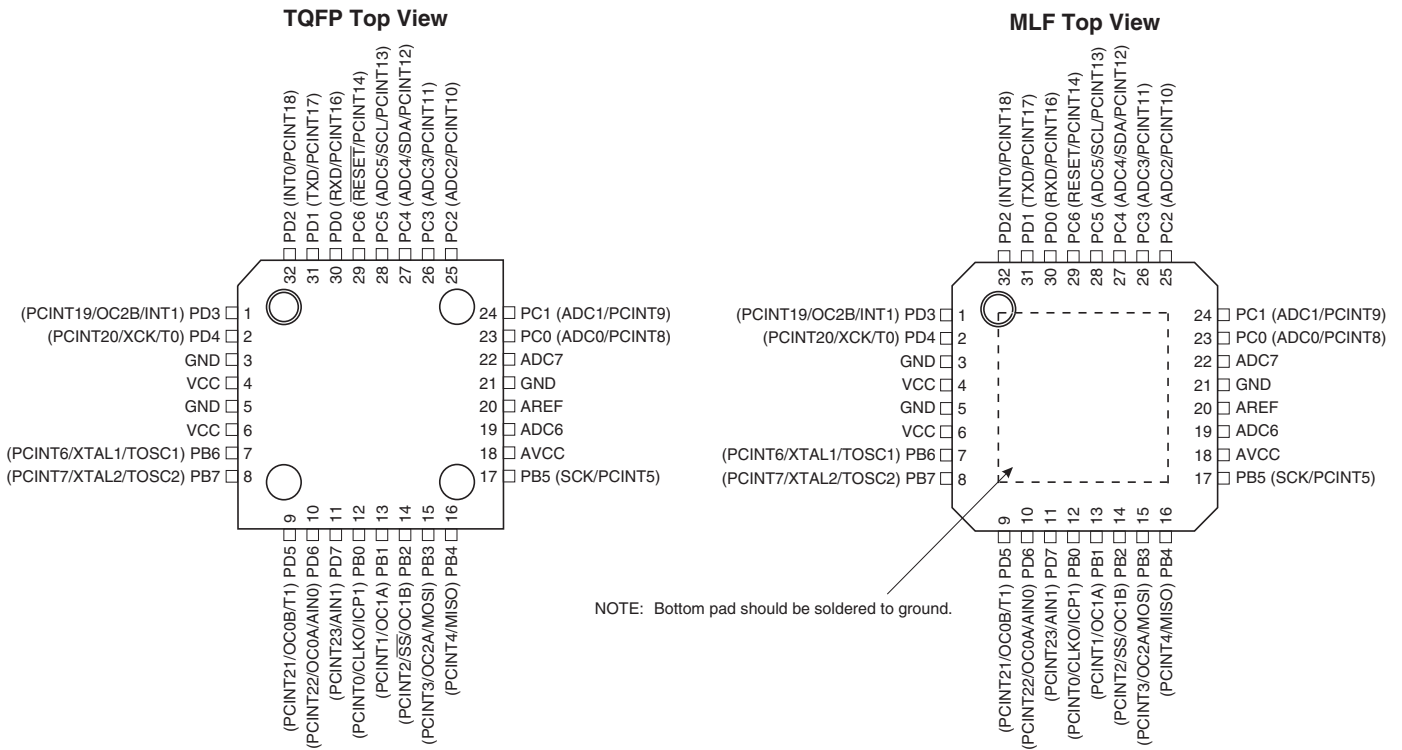 TQFP Top View
32 PD2 (INT0/PCINT18)
31 PD1 (TXD/PCINT17)
30 PD0 (RXD/PCINT16)
29 PC6 (RESET/PCINT14)
28 PC5 (ADC5/SCL/PCINT13)
27 PC4 (ADC4/SDA/PCINT12)
26 PC3 (ADC3/PCINT11)
25 PC2 (ADC2/PCINT10)
(PCINT19/OC2B/INT1) PD3 1
(PCINT20/XCK/T0) PD4 2
GND 3
VCC 4
GND 5
VCC 6
(PCINT6/XTAL1/TOSC1) PB6 7
(PCINT7/XTAL2/TOSC2) PB7 8
24 PC1 (ADC1/PCINT9)
23 PC0 (ADC0/PCINT8)
22 ADC7
21 GND
20 AREF
19 ADC6
18 AVCC
17 PB5 (SCK/PCINT5)
(PCINT21/OC0B/T1) PD5 9
(PCINT22/OC0A/AIN0) PD6 10
(PCINT23/AIN1) PD7 11
(PCINT0/CLKO/ICP1) PB0 12
(PCINT1/OC1A) PB1 13
(PCINT2/SS/OC1B) PB2 14
(PCINT3/OC2A/MOSI) PB3 15
(PCINT4/MISO) PB4 16
MLF Top View
32 PD2 (INT0/PCINT18)
31 PD1 (TXD/PCINT17)
30 PD0 (RXD/PCINT16)
29 PC6 (RESET/PCINT14)
28 PC5 (ADC5/SCL/PCINT13)
27 PC4 (ADC4/SDA/PCINT12)
26 PC3 (ADC3/PCINT11)
25 PC2 (ADC2/PCINT10)
(PCINT19/OC2B/INT1) PD3 1
(PCINT20/XCK/T0) PD4 2
GND 3
VCC 4
GND 5
VCC 6
(PCINT6/XTAL1/TOSC1) PB6 7
(PCINT7/XTAL2/TOSC2) PB7 8
24 PC1 (ADC1/PCINT9)
23 PC0 (ADC0/PCINT8)
22 ADC7
21 GND
20 AREF
19 ADC6
18 AVCC
17 PB5 (SCK/PCINT5)
(PCINT21/OC0B/T1) PD5 9
(PCINT22/OC0A/AIN0) PD6 10
(PCINT23/AIN1) PD7 11
(PCINT0/CLKO/ICP1) PB0 12
(PCINT1/OC1A) PB1 13
(PCINT2/SS/OC1B) PB2 14
(PCINT3/OC2A/MOSI) PB3 15
(PCINT4/MISO) PB4 16
NOTE: Bottom pad should be soldered to ground.